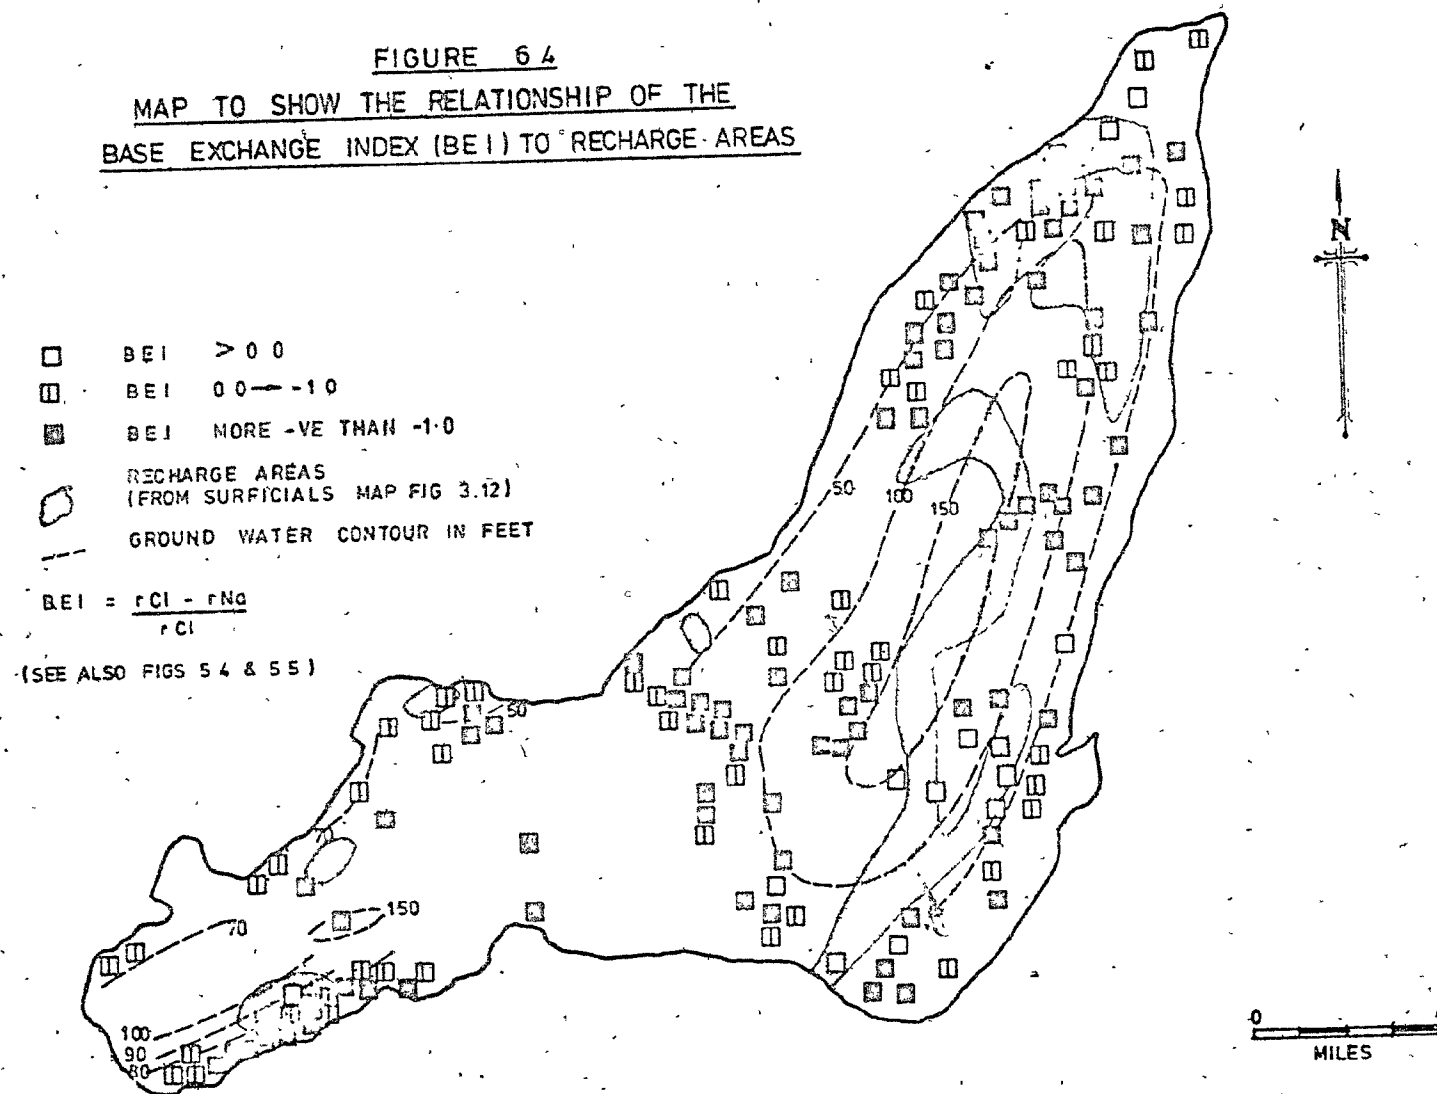 FIGURE 6 4
MAP TO SHOW THE RELATIONSHIP OF THE
BASE EXCHANGE INDEX (BEI) TO RECHARGE AREAS
N
BEI > 0 0
BEI 0 0 — -1 0
BEI MORE -VE THAN -1·0
RECHARGE AREAS
(FROM SURFICIALS MAP FIG 3.12)
GROUND WATER CONTOUR IN FEET
BEI = rCl - rNa
rCl
(SEE ALSO FIGS 5 4 & 5 5)
50
100
150
50
150
70
100
90
80
0
MILES